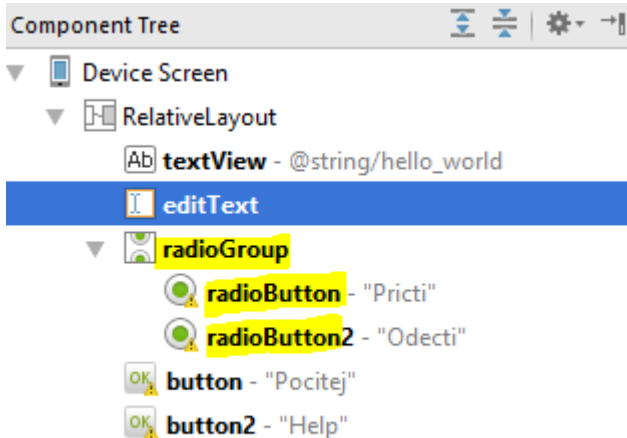 Component Tree
Device Screen
RelativeLayout
Ab textView - @string/hello_world
editText
radioGroup
radioButton - "Pricti"
radioButton2 - "Odecti"
OK button - "Pocitej"
OK button2 - "Help"